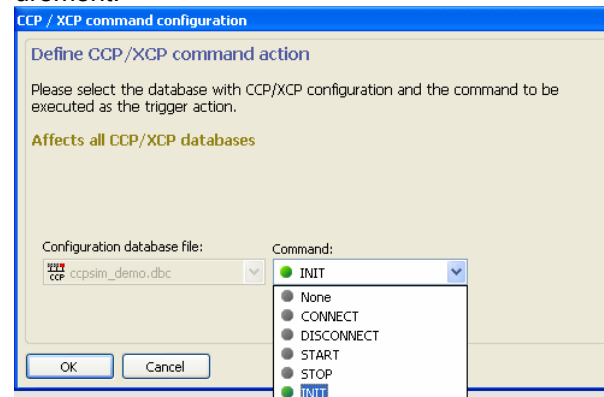 urement.
CCP / XCP command configuration
Define CCP/XCP command action
Please select the database with CCP/XCP configuration and the command to be
executed as the trigger action.
Affects all CCP/XCP databases
Configuration database file:
Command:
CCP
ccpsim_demo.dbc
INIT
None
CONNECT
DISCONNECT
START
STOP
INIT
OK
Cancel